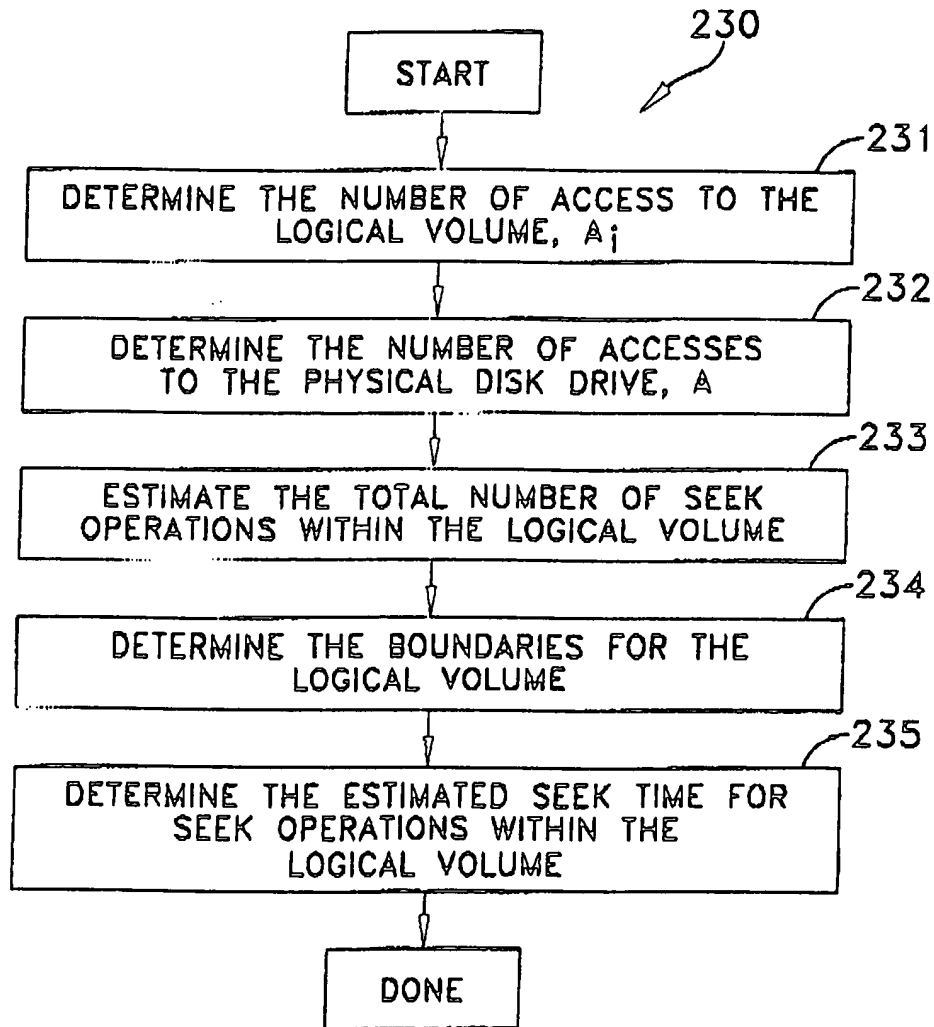 230
START
231
DETERMINE THE NUMBER OF ACCESS TO THE
LOGICAL VOLUME, Ai
232
DETERMINE THE NUMBER OF ACCESSES
TO THE PHYSICAL DISK DRIVE, A
233
ESTIMATE THE TOTAL NUMBER OF SEEK
OPERATIONS WITHIN THE LOGICAL VOLUME
234
DETERMINE THE BOUNDARIES FOR THE
LOGICAL VOLUME
235
DETERMINE THE ESTIMATED SEEK TIME FOR
SEEK OPERATIONS WITHIN THE
LOGICAL VOLUME
DONE